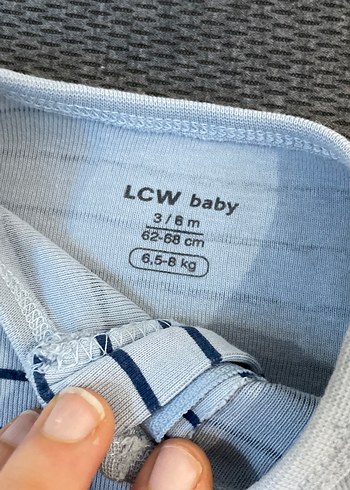 LCW baby
3 / 6 m
62-68 cm
6,5-8 kg